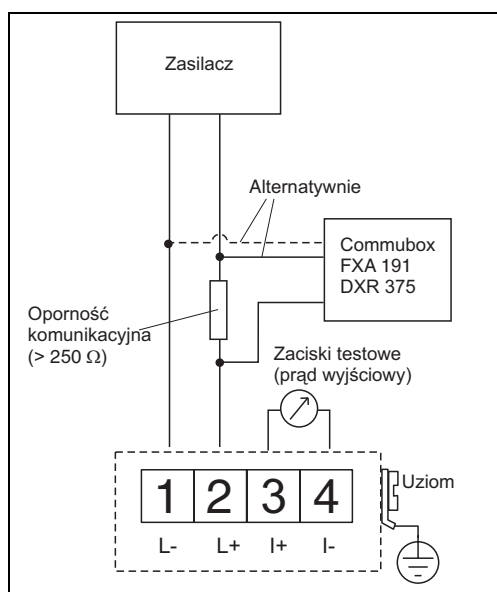 Zasilacz
Alternatywnie
Commubox
FXA 191
DXR 375
Oporność
komunikacyjna
(> 250 Ω)
Zaciski testowe
(prąd wyjściowy)
1 2 3 4
L- L+ I+ I-
Uziom